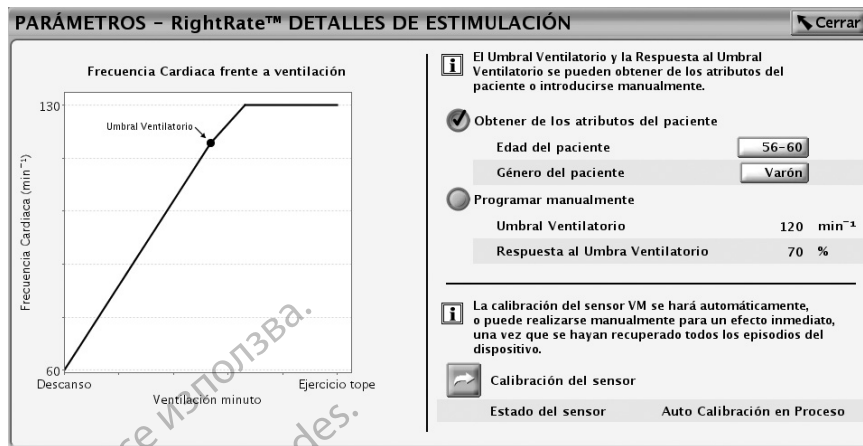 PARÁMETROS - RightRate™ DETALLES DE ESTIMULACIÓN
Cerrar
Frecuencia Cardiaca frente a ventilación
130
Umbral Ventilatorio
Frecuencia Cardiaca (min⁻¹)
60
Descanso
Ejercicio tope
Ventilación minuto
El Umbral Ventilatorio y la Respuesta al Umbral
Ventilatorio se pueden obtener de los atributos del
paciente o introducirse manualmente.
Obtener de los atributos del paciente
Edad del paciente 56-60
Género del paciente Varón
Programar manualmente
Umbral Ventilatorio 120 min⁻¹
Respuesta al Umbra Ventilatorio 70 %
La calibración del sensor VM se hará automáticamente,
o puede realizarse manualmente para un efecto inmediato,
una vez que se hayan recuperado todos los episodios del
dispositivo.
Calibración del sensor
Estado del sensor Auto Calibración en Proceso
се използва.
des.